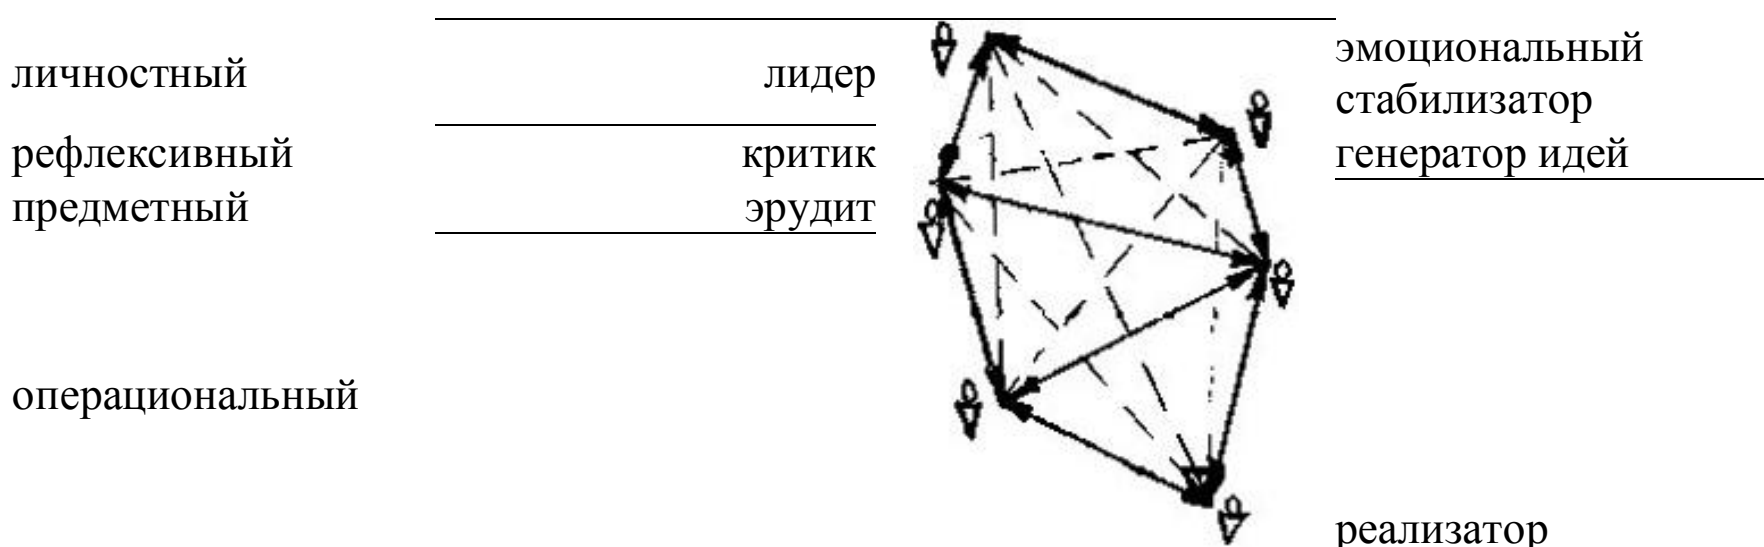 эмоциональный
личностный лидер
стабилизатор
рефлексивный критик генератор идей
предметный эрудит
операциональный
реализатор